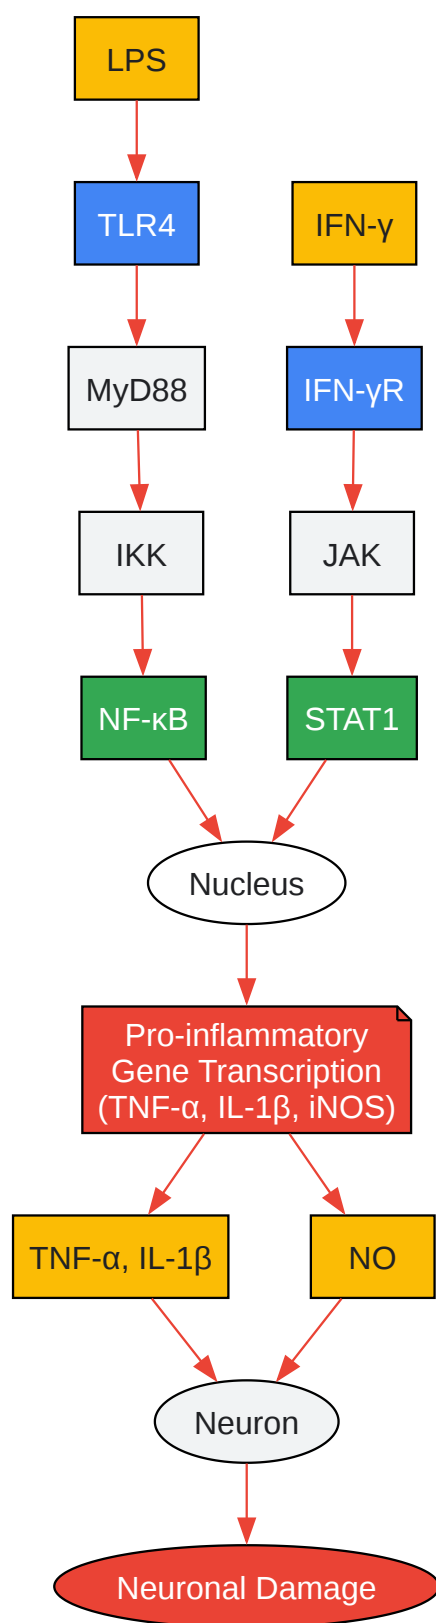 LPS
TLR4
IFN-γ
MyD88
IFN-γR
IKK
JAK
NF-κB
STAT1
Nucleus
Pro-inflammatory
Gene Transcription
(TNF-α, IL-1β, iNOS)
TNF-α, IL-1β
NO
Neuron
Neuronal Damage